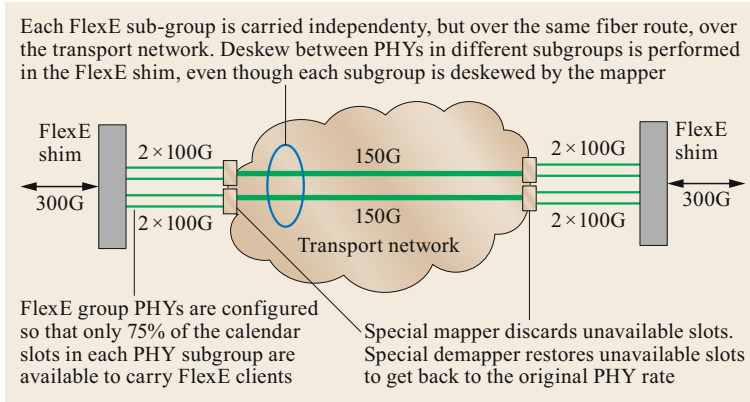 Each FlexE sub-group is carried independenty, but over the same fiber route, over
the transport network. Deskew between PHYs in different subgroups is performed
in the FlexE shim, even though each subgroup is deskewed by the mapper
FlexE
shim
2 × 100G
150G
2 × 100G
FlexE
shim
300G
2 × 100G
150G
Transport network
2 × 100G
300G
FlexE group PHYs are configured
so that only 75% of the calendar
slots in each PHY subgroup are
available to carry FlexE clients
Special mapper discards unavailable slots.
Special demapper restores unavailable slots
to get back to the original PHY rate